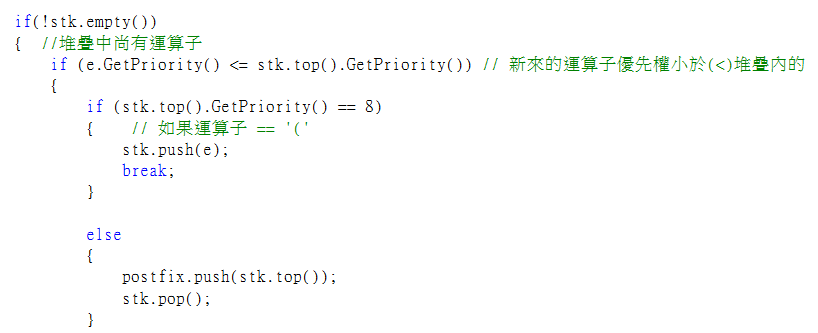 if(!stk.empty())
{  //堆疊中尚有運算子
    if (e.GetPriority() <= stk.top().GetPriority()) // 新來的運算子優先權小於(<)堆疊內的
    {
        if (stk.top().GetPriority() == 8)
        {    // 如果運算子 == '('
            stk.push(e);
            break;
        }
        else
        {
            postfix.push(stk.top());
            stk.pop();
        }